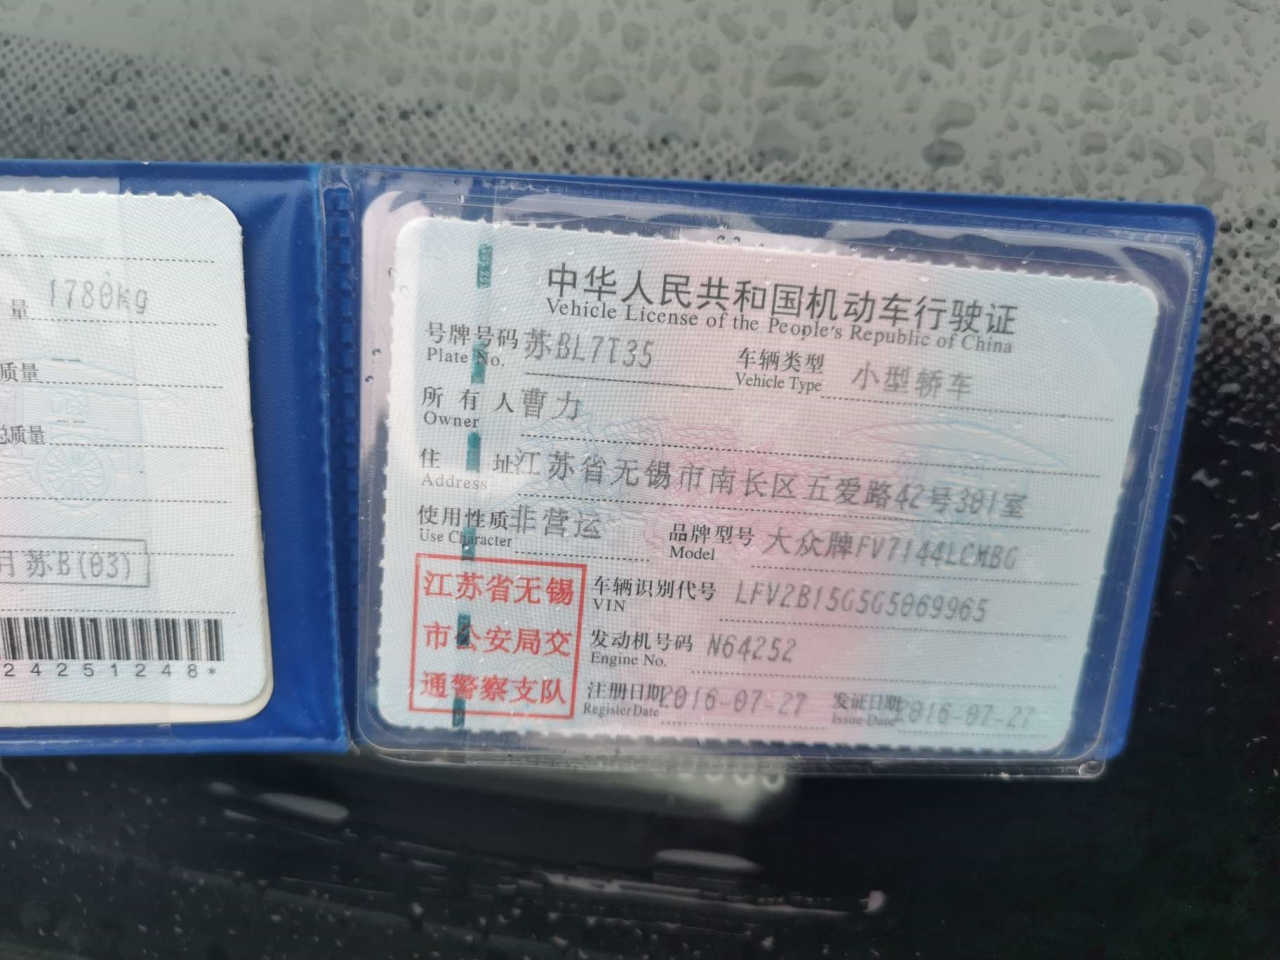 量 1780kg
质量
总质量
月苏B(03)
24251248*
中华人民共和国机动车行驶证
Vehicle License of the People's Republic of China
号牌号码 苏BL7T35 车辆类型 小型轿车
Plate No. Vehicle Type
所有人 曹力
Owner
住址 江苏省无锡市南长区五爱路42号301室
Address
使用性质 非营运 品牌型号 大众牌FV7144LCMBG
Use Character Model
江苏省无锡
市公安局交
通警察支队
车辆识别代号 LFV2B15G5G5069965
VIN
发动机号码 N64252
Engine No.
注册日期 2016-07-27 发证日期 2016-07-27
Register Date Issue Date